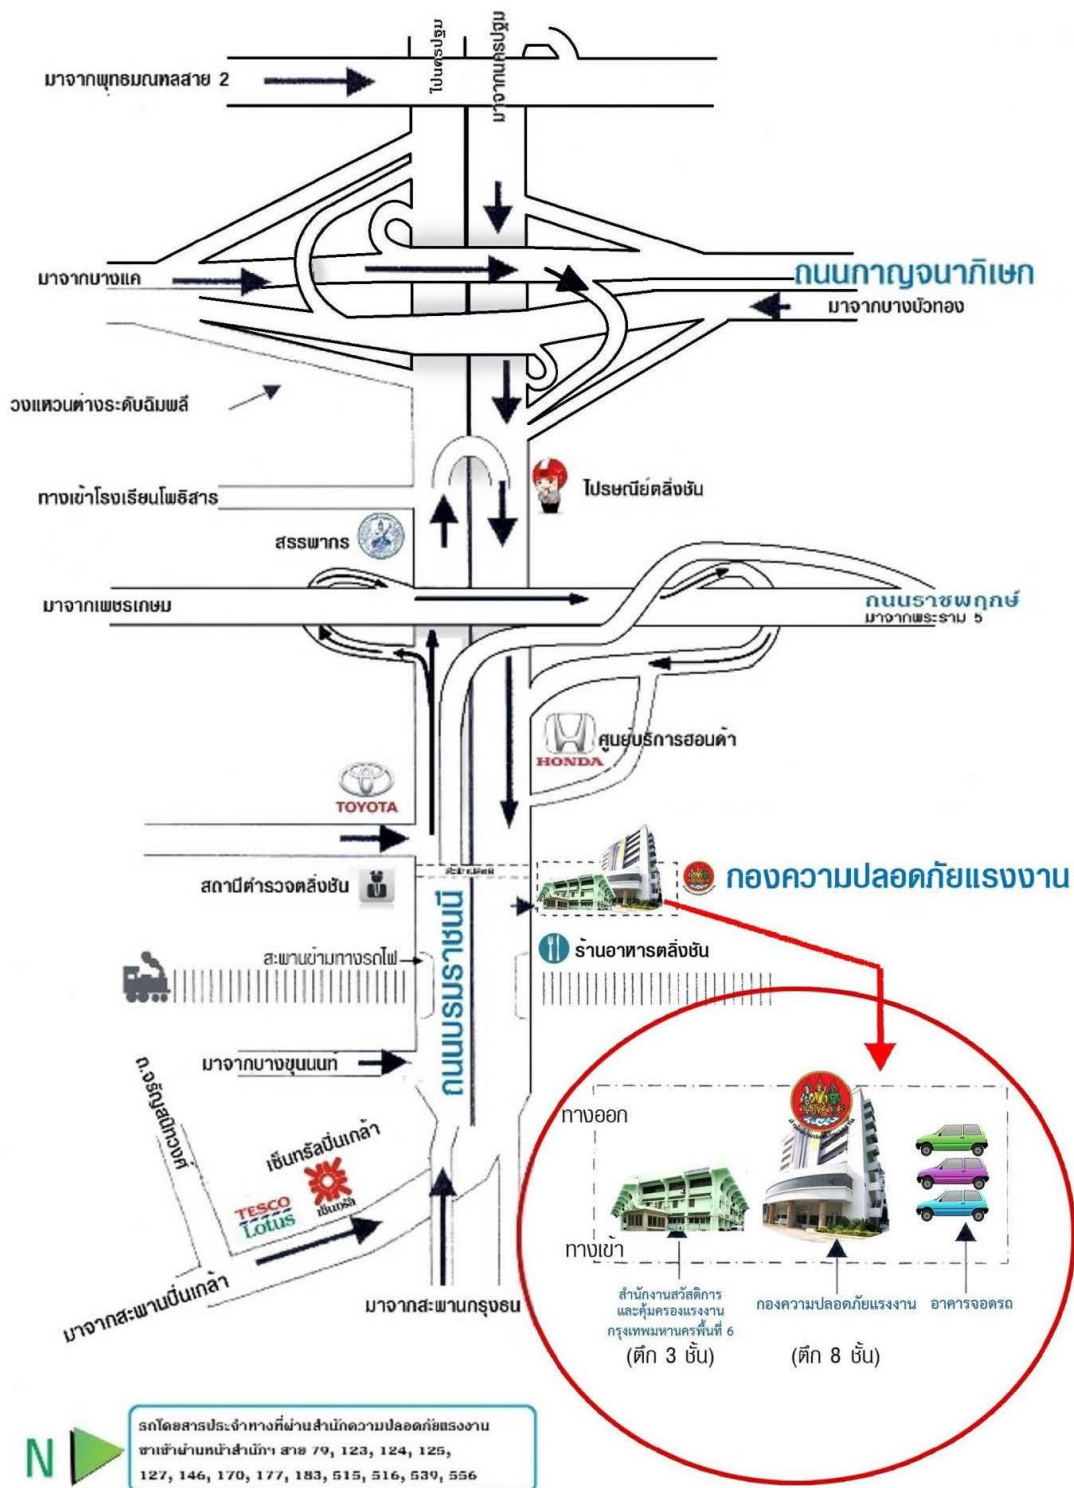 ไปนครปฐม
มาจากนครปฐม
มาจากพุทธมณฑลสาย 2
มาจากบางแค
ถนนกาญจนาภิเษก
มาจากบางบัวทอง
วงแหวนต่างระดับฉิมพลี
ทางเข้าโรงเรียนโพธิสาร
ไปรษณีย์ตลิ่งชัน
สรรพากร
มาจากเพชรเกษม
ถนนราชพฤกษ์
มาจากพระราม 5
HONDA
ศูนย์บริการฮอนด้า
TOYOTA
สถานีตำรวจตลิ่งชัน
กองความปลอดภัยแรงงาน
ถนนบรมราชนนี
สะพานข้ามทางรถไฟ
ร้านอาหารตลิ่งชัน
มาจากบางขุนนนท์
ถ.จรัญสนิทวงศ์
เซ็นทรัลปิ่นเกล้า
TESCO
Lotus
เซ็นทรัล
มาจากสะพานปิ่นเกล้า
มาจากสะพานกรุงธน
ทางออก
ทางเข้า
สำนักงานสวัสดิการ
และคุ้มครองแรงงาน
กรุงเทพมหานครพื้นที่ 6
(ตึก 3 ชั้น)
กองความปลอดภัยแรงงาน
(ตึก 8 ชั้น)
อาคารจอดรถ
N
รถโดยสารประจำทางที่ผ่านสำนักความปลอดภัยแรงงาน
ขาเข้าผ่านหน้าสำนักฯ สาย 79, 123, 124, 125,
127, 146, 170, 177, 183, 515, 516, 539, 556